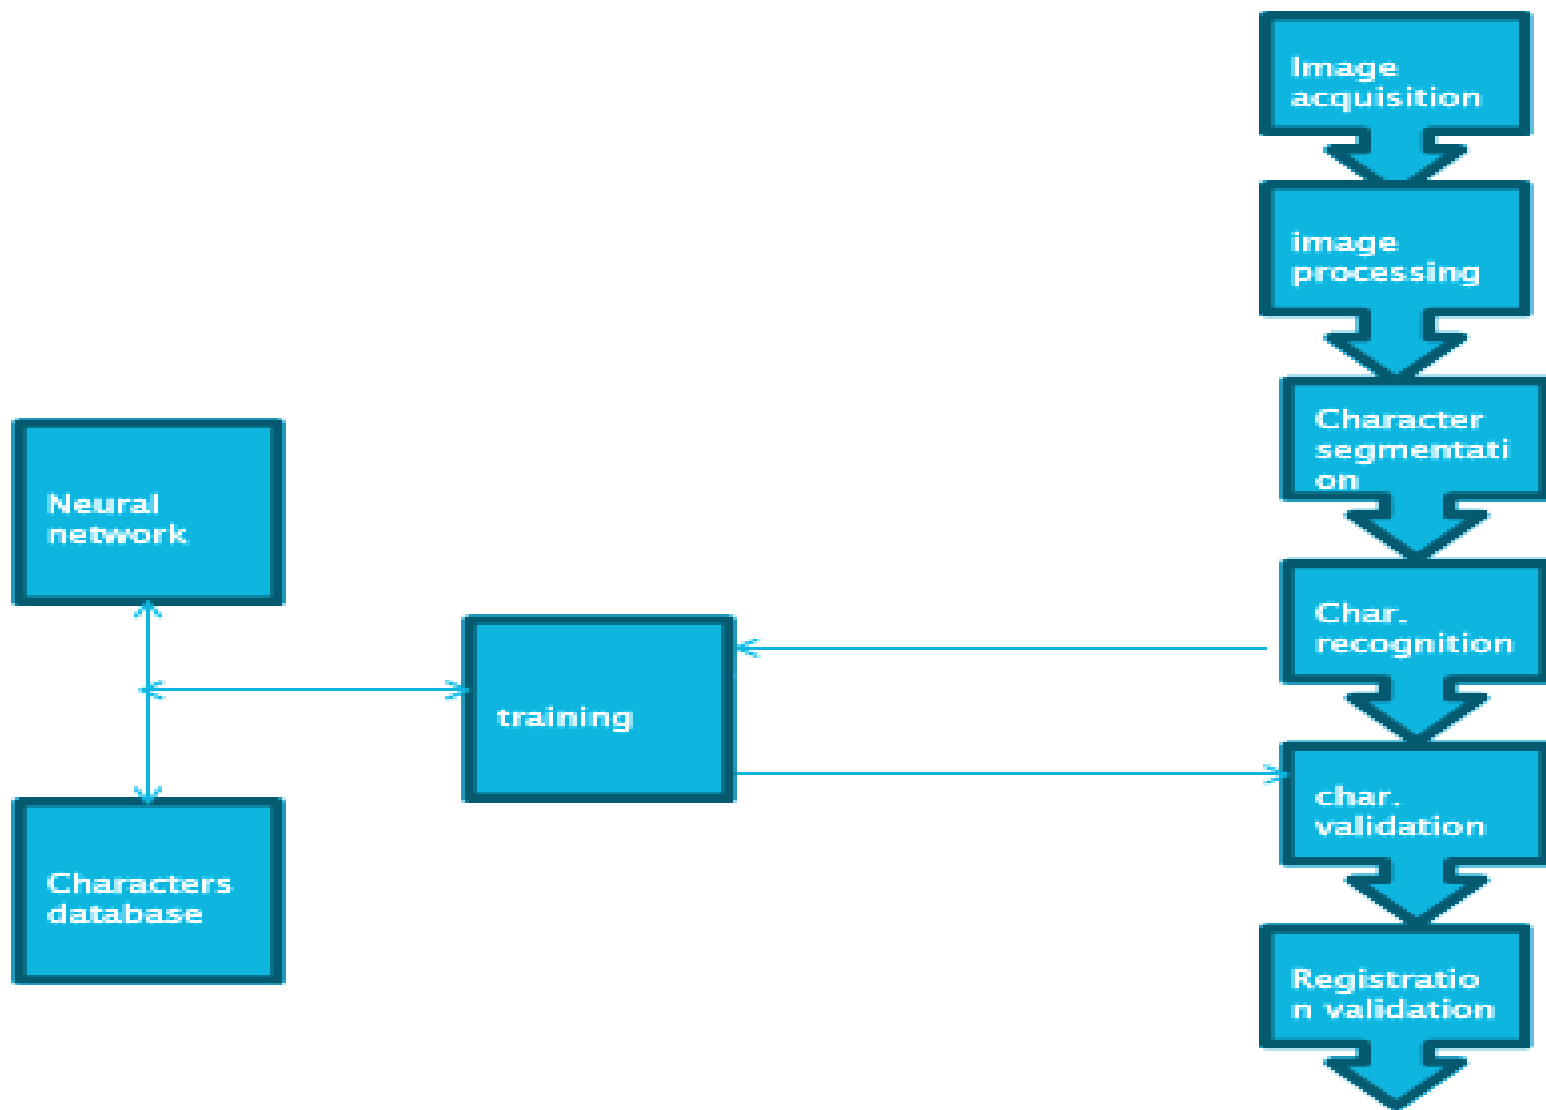 Image
acquisition
image
processing
Character
segmentati
on
Neural
network
Char.
recognition
training
char.
validation
Characters
database
Registratio
n validation